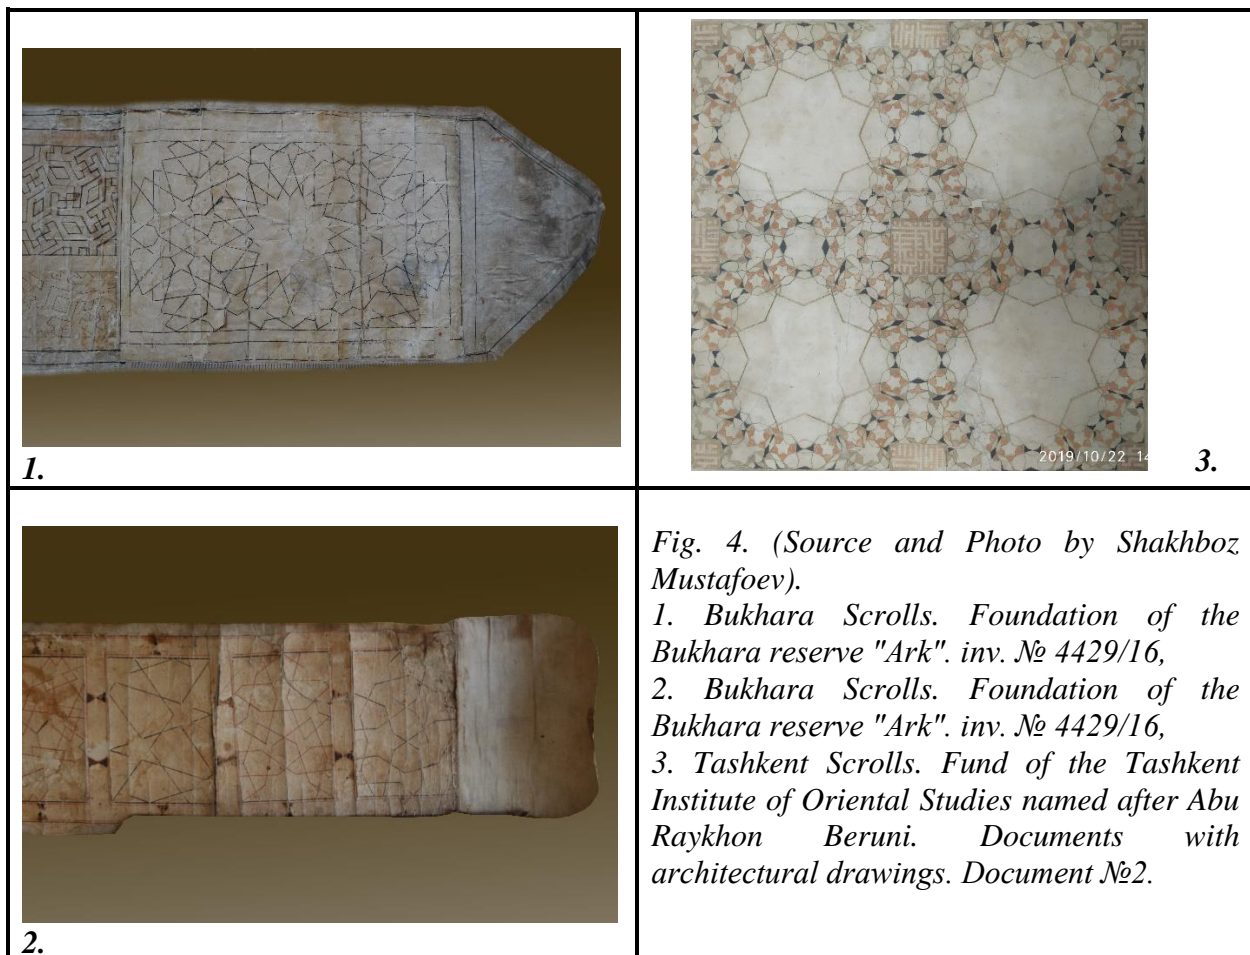 1.
2019/10/22 14
3.
2.
Fig. 4. (Source and Photo by Shakhboz
Mustafoev).
1. Bukhara Scrolls. Foundation of the
Bukhara reserve "Ark". inv. № 4429/16,
2. Bukhara Scrolls. Foundation of the
Bukhara reserve "Ark". inv. № 4429/16,
3. Tashkent Scrolls. Fund of the Tashkent
Institute of Oriental Studies named after Abu
Raykhon Beruni. Documents with
architectural drawings. Document №2.